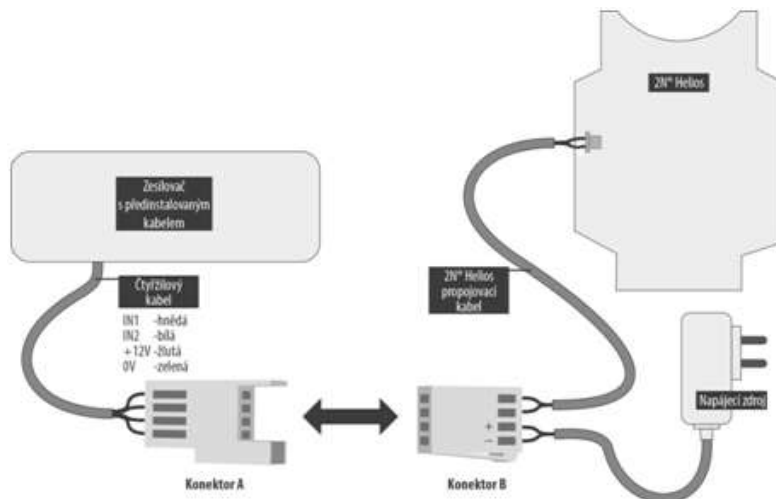 2N® Helios
Zesilovač
s předinstalovaným
kabelem
Čtyřžilový
kabel
IN1 -hnědá
IN2 -bílá
+12V -žlutá
0V -zelená
2N® Helios
propojovací
kabel
Napájecí zdroj
+
−
Konektor A
Konektor B